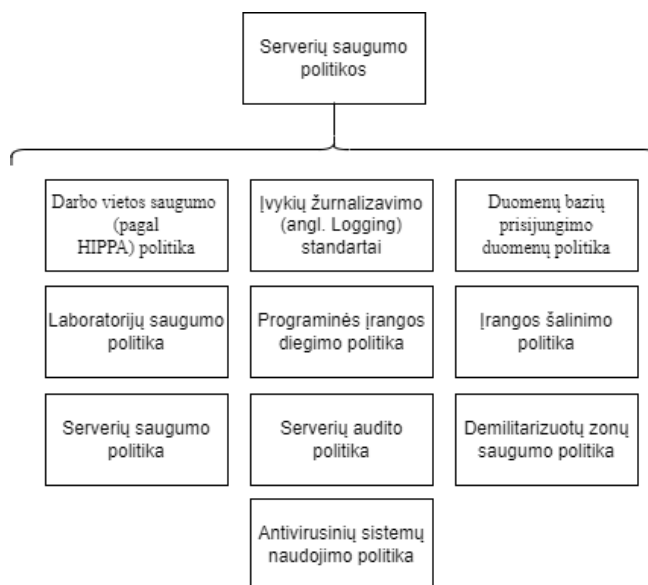 Serverių saugumo
politikos
Darbo vietos saugumo
(pagal
HIPPA) politika
Įvykių žurnalizavimo
(angl. Logging)
standartai
Duomenų bazių
prisijungimo
duomenų politika
Laboratorijų saugumo
politika
Programinės įrangos
diegimo politika
Įrangos šalinimo
politika
Serverių saugumo
politika
Serverių audito
politika
Demilitarizuotų zonų
saugumo politika
Antivirusinių sistemų
naudojimo politika